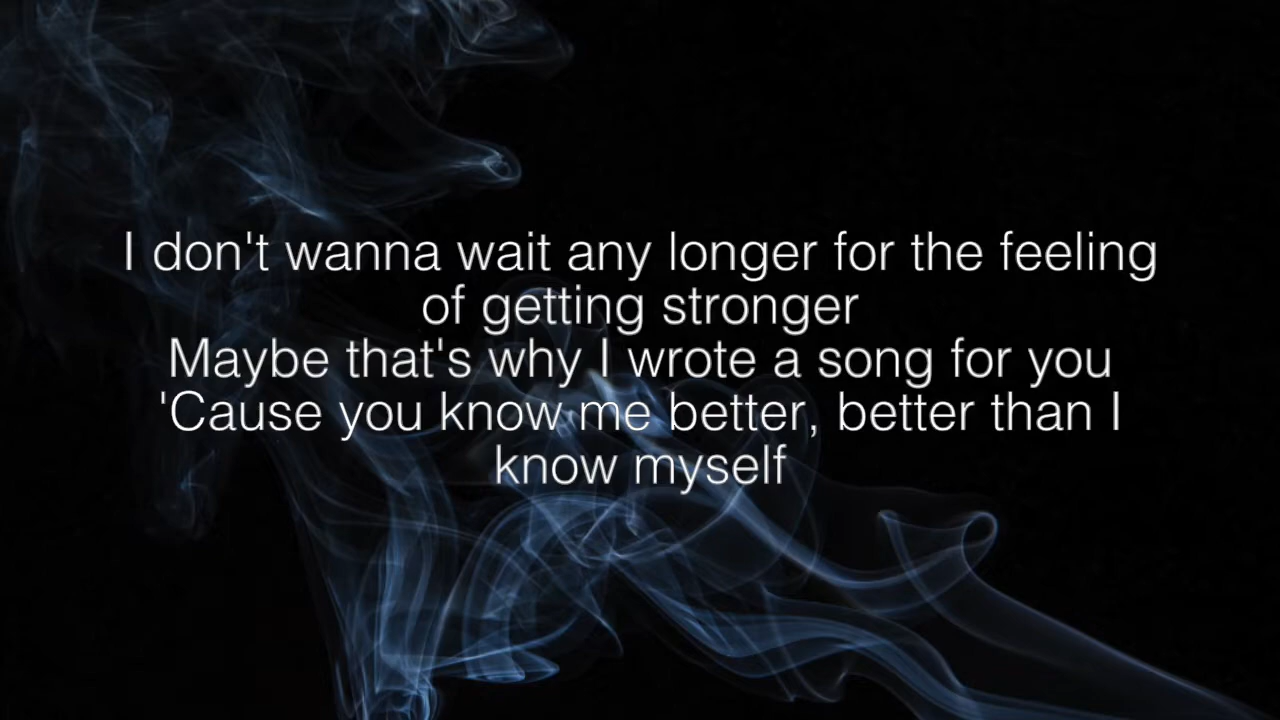 I don't wanna wait any longer for the feeling
of getting stronger
Maybe that's why I wrote a song for you
'Cause you know me better, better than I
know myself